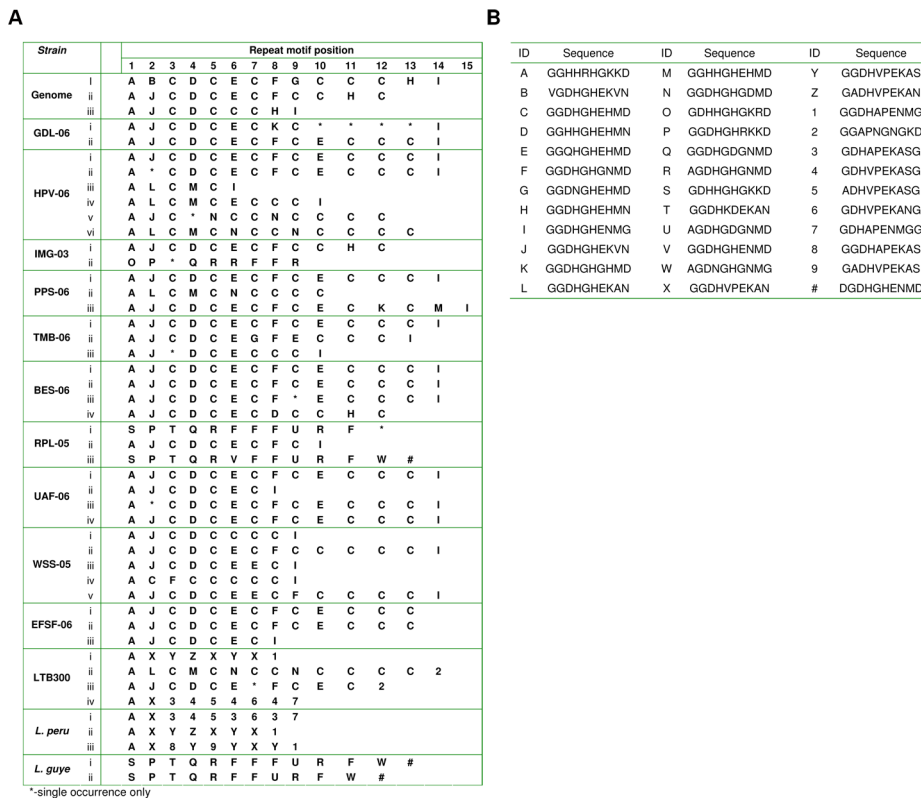 A
B
Strain Repeat motif position
1 2 3 4 5 6 7 8 9 10 11 12 13 14 15
Genome
I A B C D C E C F G C C C H I
ii A J C D C E C F C C H C
iii A J C D C C C H I
GDL-06
i A J C D C E C K C * * * * I
ii A J C D C E C F C E C C C I
HPV-06
i A J C D C E C F C E C C C I
ii A * C D C E C F C E C C C I
iii A L C M C I
iv A L C M C E C C C I
v A J C * N C C N C C C C
vi A L C M C N C C N C C C C
IMG-03
i A J C D C E C F C C H C
ii O P * Q R R F F R
PPS-06
i A J C D C E C F C E C C C I
ii A L C M C N C C C C
iii A J C D C E C F C E C K C M I
TMB-06
i A J C D C E C F C E C C C I
ii A J C D C E G F E C C C I
iii A J * D C E C C C I
BES-06
i A J C D C E C F C E C C C I
ii A J C D C E C F C E C C C I
iii A J C D C E C F * E C C C I
iv A J C D C E C D C C H C
RPL-05
i S P T Q R F F F U R F *
ii A J C D C E C F C I
iii S P T Q R V F F U R F W #
UAF-06
i A J C D C E C F C E C C C I
ii A J C D C E C I
iii A * C D C E C F C E C C C I
iv A J C D C E C F C E C C C I
WSS-05
i A J C D C C C C I
ii A J C D C E C F C C C C C I
iii A J C D C E E C I
iv A C F C C C C C I
v A J C D C E E C F C C C C I
EFSF-06
i A J C D C E C F C E C C C
ii A J C D C E C F C E C C C
iii A J C D C E C I
LTB300
i A X Y Z X Y X 1
ii A L C M C N C C N C C C C 2
iii A J C D C E * F C E C 2
iv A X 3 4 5 4 6 4 7
L. peru
i A X 3 4 5 3 6 3 7
ii A X Y Z X Y X 1
iii A X 8 Y 9 Y X Y 1
L. guye
i S P T Q R F F F U R F W #
ii S P T Q R F F U R F W #
*-single occurrence only
ID Sequence ID Sequence ID Sequence
A GGHHRHGKKD M GGHHGHEHMD Y GGDHVPEKAS
B VGDHGHEKVN N GGDHGHGDMD Z GADHVPEKAN
C GGDHGHEHMD O GDHHGHGKRD 1 GGDHAPENMG
D GGHHGHEHMN P GGDHGHRKKD 2 GGAPNGNGKD
E GGQHGHEHMD Q GGDHGDGNMD 3 GDHAPEKASG
F GGDHGHGNMD R AGDHGHGNMD 4 GDHVPEKASG
G GGDNGHEHMD S GDHHGHGKKD 5 ADHVPEKASG
H GGDHGHEHMN T GGDHKDEKAN 6 GDHVPEKANG
I GGDHGHENMG U AGDHGDGNMD 7 GDHAPENMGG
J GGDHGHEKVN V GGDHGHENMD 8 GGDHAPEKAS
K GGDHGHGHMD W AGDNGHGNMG 9 GADHVPEKAS
L GGDHGHEKAN X GGDHVPEKAN # DGDHGHENMD